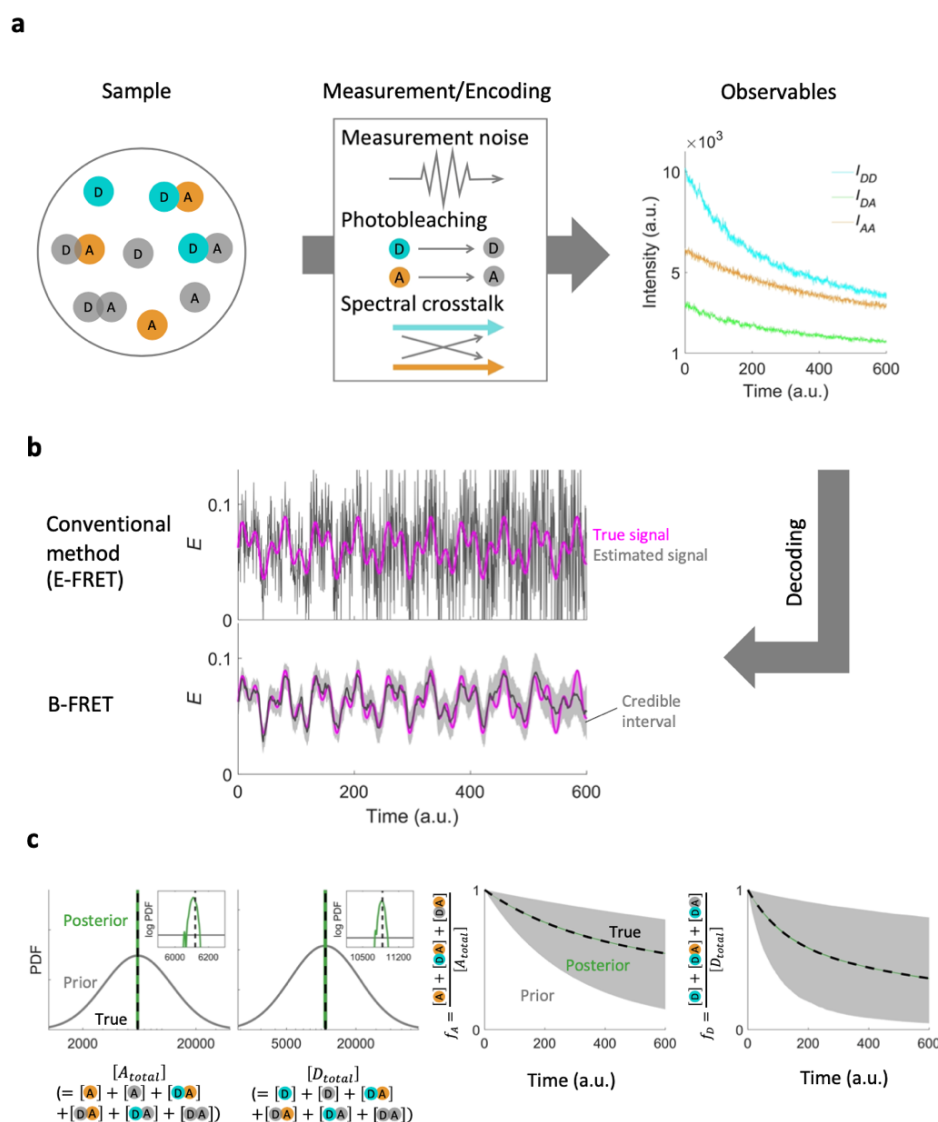 a
Sample
Measurement/Encoding
Observables
D
D A
D A
D
D A
D A
A
A
Measurement noise
Photobleaching
D D
A A
Spectral crosstalk
×10³
10
5
1
Intensity (a.u.)
I_DD
I_DA
I_AA
0 200 400 600
Time (a.u.)
b
Conventional
method
(E-FRET)
0.1
E
0
True signal
Estimated signal
Decoding
B-FRET
0.1
E
0
Credible
interval
0 200 400 600
Time (a.u.)
c
PDF
Posterior
Prior
True
log PDF
6000 6200
2000 20000
[A_total]
(= [A] + [A] + [DA]
+[DA] + [DA] + [DA])
log PDF
10500 11200
5000 20000
[D_total]
(= [D] + [D] + [DA]
+[DA] + [DA] + [DA])
f_A = [A] + [DA] + [DA] / [A_total]
1
0
True
Posterior
Prior
0 200 400 600
Time (a.u.)
f_D = [D] + [DA] + [DA] / [D_total]
1
0
0 200 400 600
Time (a.u.)